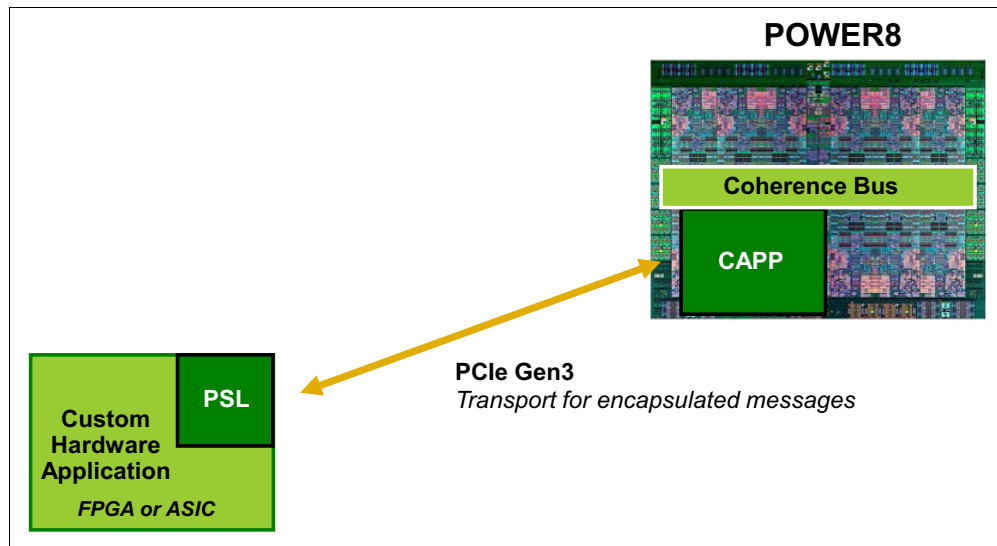 POWER8
Coherence Bus
CAPP
PCIe Gen3
Transport for encapsulated messages
PSL
Custom
Hardware
Application
FPGA or ASIC